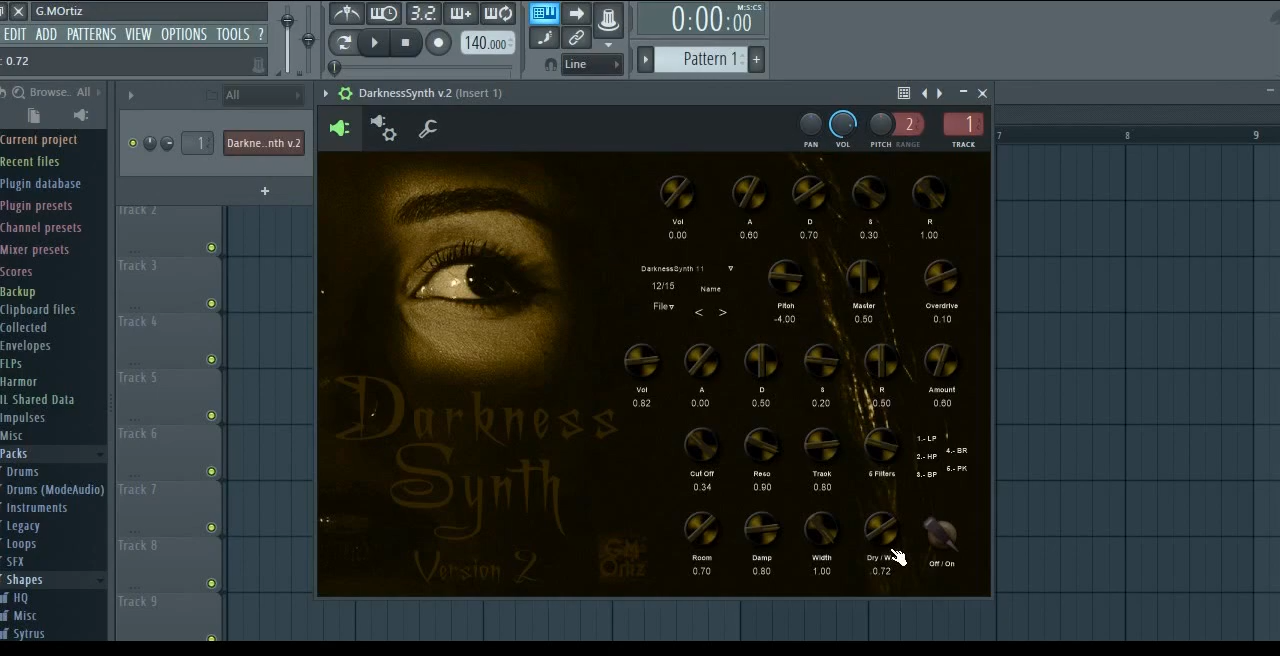 G.MOrtiz
EDIT ADD PATTERNS VIEW OPTIONS TOOLS ?
: 0.72
3.2.
140.000
Line
M:S:CS
0:00:00
Pattern 1
+
Browse.. All
All
Current project
Recent files
Plugin database
Plugin presets
Channel presets
Mixer presets
Scores
Backup
Clipboard files
Collected
Envelopes
FLPs
Harmor
IL Shared Data
Impulses
Misc
Packs
Drums
Drums (ModeAudio)
Instruments
Legacy
Loops
SFX
Shapes
HQ
Misc
Sytrus
1 Darkne..nth v.2
+
Track 2
Track 3
Track 4
Track 5
Track 6
Track 7
Track 8
Track 9
7 8 9
DarknessSynth v.2 (Insert 1)
2 1
PAN VOL PITCH RANGE TRACK
Vol A D S R
0.00 0.60 0.70 0.30 1.00
DarknessSynth 11
12/15 Name
File < >
Pitch Master Overdrive
-4.00 0.50 0.10
Vol A D S R Amount
0.82 0.00 0.50 0.20 0.50 0.60
Cut Off Reso Track 5 Filters
0.34 0.90 0.80
1.- LP
2.- HP
3.- BP
4.- BR
5.- PK
Room Damp Width Dry / W
0.70 0.80 1.00 0.72
Off / On
Darkness
Synth
Version 2
GM
Ortiz